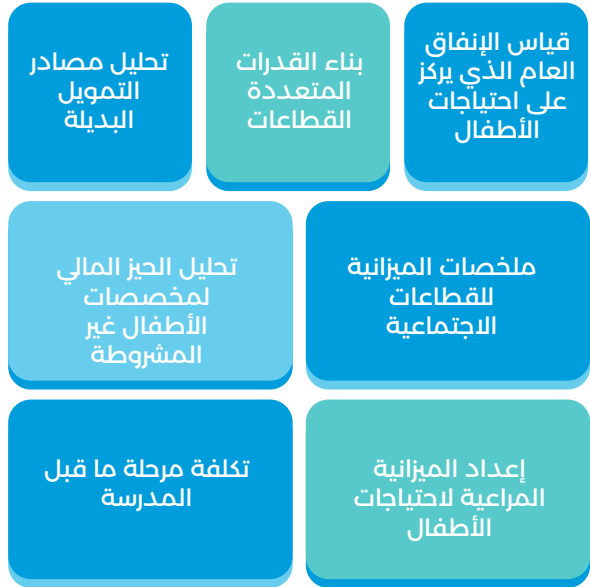 قياس الإنفاق
العام الذي يركز
على احتياجات
الأطفال
بناء القدرات
المتعددة
القطاعات
تحليل مصادر
التمويل
البديلة
ملخصات الميزانية
للقطاعات
الاجتماعية
تحليل الحيز المالي
لمخصصات
الأطفال غير
المشروطة
إعداد الميزانية
المراعية لاحتياجات
الأطفال
تكلفة مرحلة ما قبل
المدرسة